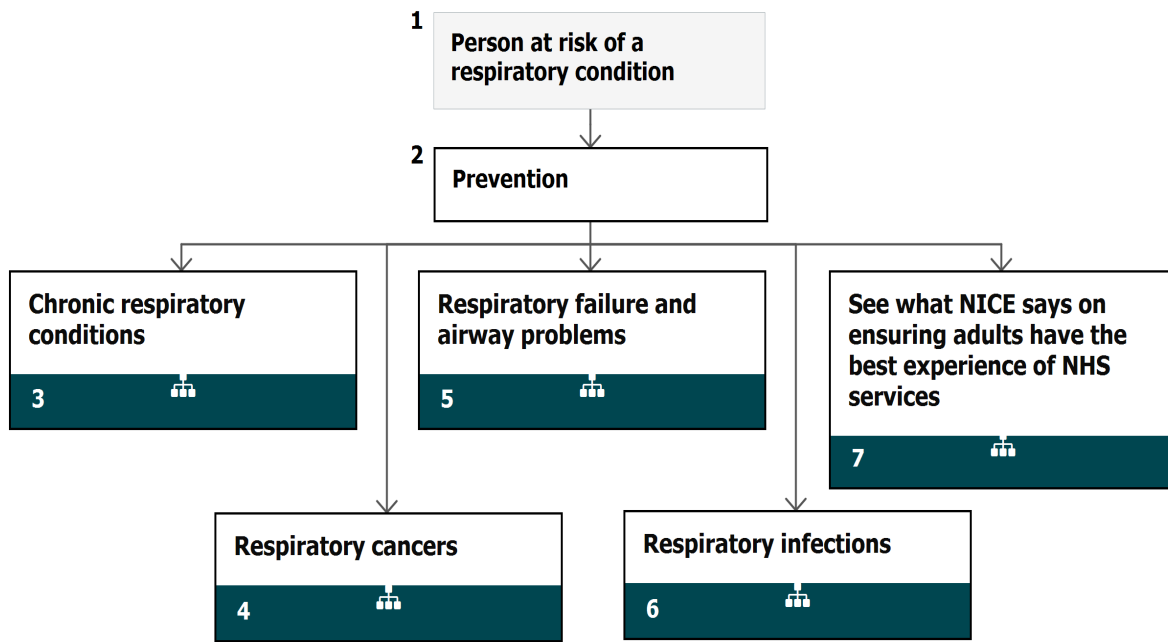 1
Person at risk of a
respiratory condition
2
Prevention
Chronic respiratory
conditions
3
Respiratory failure and
airway problems
5
See what NICE says on
ensuring adults have the
best experience of NHS
services
7
Respiratory cancers
4
Respiratory infections
6